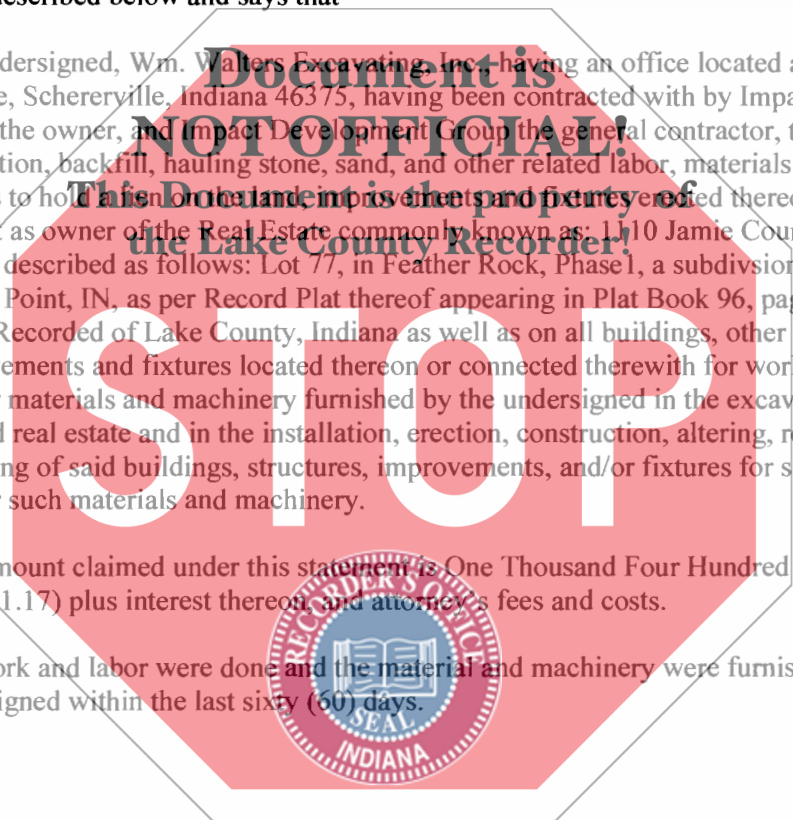 described below and says that
dersigned, Wm. Walters Excavating, Inc., having an office located a
e, Schererville, Indiana 46375, having been contracted with by Impa
the owner, and Impact Development Group the general contractor, t
tion, backfill, hauling stone, sand, and other related labor, materials
s to hold a lien on the land, improvements and fixtures erected there
t as owner of the Real Estate commonly known as: 1110 Jamie Cour
described as follows: Lot 77, in Feather Rock, Phase1, a subdivsion
Point, IN, as per Record Plat thereof appearing in Plat Book 96, pag
Recorded of Lake County, Indiana as well as on all buildings, other
ements and fixtures located thereon or connected therewith for wor
r materials and machinery furnished by the undersigned in the excav
d real estate and in the installation, erection, construction, altering, re
ng of said buildings, structures, improvements, and/or fixtures for s
r such materials and machinery.
mount claimed under this statement is One Thousand Four Hundred
1.17) plus interest thereon, and attorney's fees and costs.
rk and labor were done and the material and machinery were furnis
igned within the last sixty (60) days.
Document is
NOT OFFICIAL!
This Document is the property of
the Lake County Recorder!
STOP
RECORDER'S OFFICE
SEAL
INDIANA